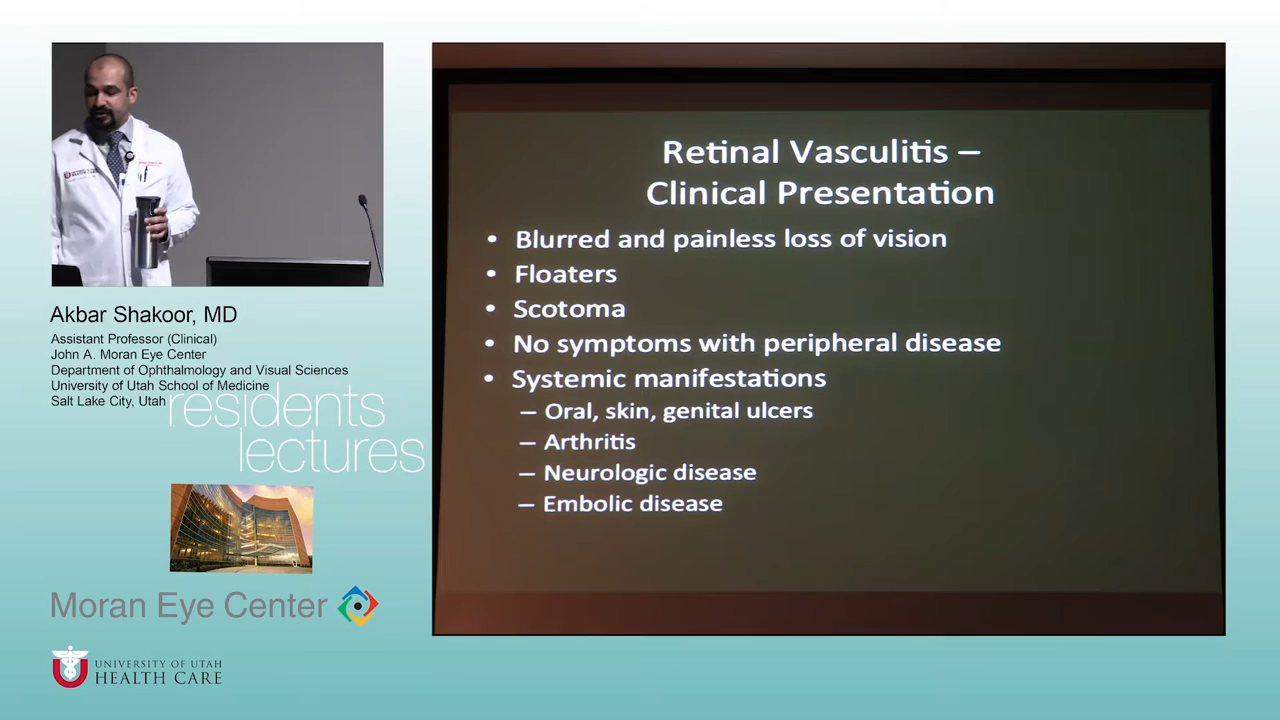 Retinal Vasculitis –
Clinical Presentation
• Blurred and painless loss of vision
• Floaters
• Scotoma
• No symptoms with peripheral disease
• Systemic manifestations
– Oral, skin, genital ulcers
– Arthritis
– Neurologic disease
– Embolic disease
Akbar Shakoor, MD
Assistant Professor (Clinical)
John A. Moran Eye Center
Department of Ophthalmology and Visual Sciences
University of Utah School of Medicine
Salt Lake City, Utah
residents
lectures
Moran Eye Center
U
UNIVERSITY OF UTAH
HEALTH CARE